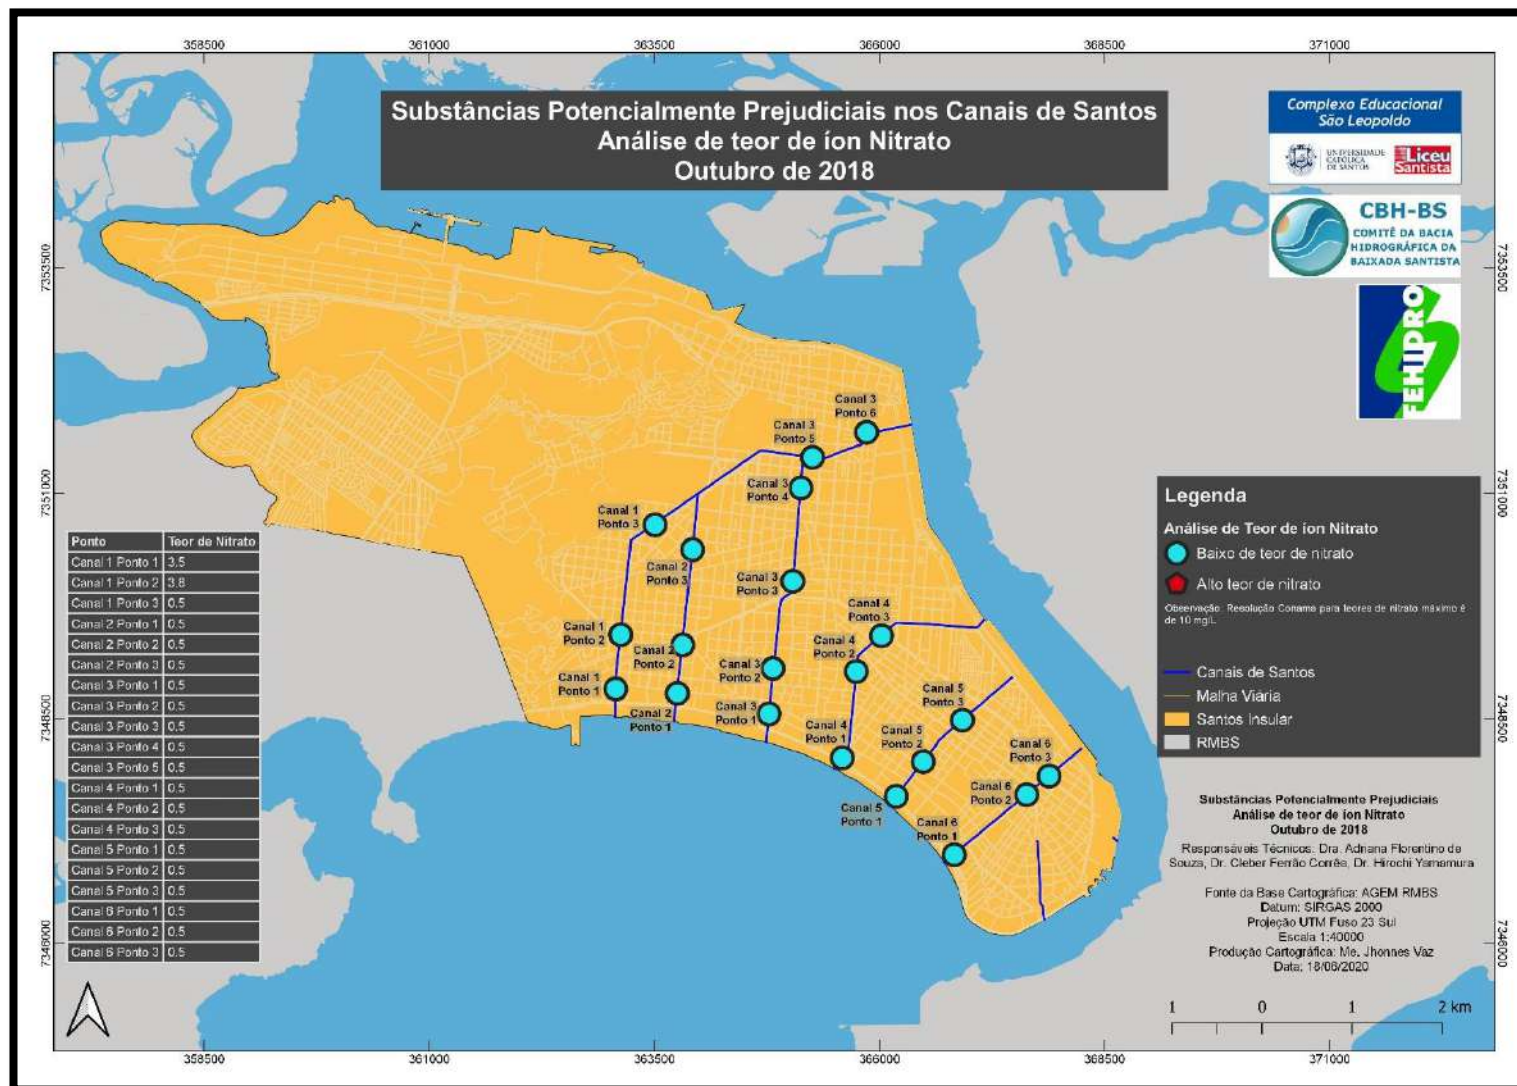 358500 361000 363500 366000 368500 371000
Substâncias Potencialmente Prejudiciais nos Canais de Santos
Análise de teor de íon Nitrato
Outubro de 2018
Complexo Educacional
São Leopoldo
UNIVERSIDADE
CATÓLICA
DE SANTOS
Liceu
Santista
CBH-BS
COMITÊ DA BACIA
HIDROGRÁFICA DA
BAIXADA SANTISTA
FEHIDRO
7353500
7351000
7348500
7346000
7353500
7351000
7348500
7346000
Canal 3
Ponto 6
Canal 3
Ponto 5
Canal 3
Ponto 4
Canal 1
Ponto 3
Canal 2
Ponto 3
Canal 3
Ponto 3
Canal 4
Ponto 3
Canal 1
Ponto 2
Canal 2
Ponto 2
Canal 4
Ponto 2
Canal 3
Ponto 2
Canal 1
Ponto 1
Canal 2
Ponto 1
Canal 3
Ponto 1
Canal 5
Ponto 3
Canal 4
Ponto 1
Canal 5
Ponto 2
Canal 6
Ponto 3
Canal 6
Ponto 2
Canal 5
Ponto 1
Canal 6
Ponto 1
Ponto Teor de Nitrato
Canal 1 Ponto 1 3.5
Canal 1 Ponto 2 3.8
Canal 1 Ponto 3 0.5
Canal 2 Ponto 1 0.5
Canal 2 Ponto 2 0.5
Canal 2 Ponto 3 0.5
Canal 3 Ponto 1 0.5
Canal 3 Ponto 2 0.5
Canal 3 Ponto 3 0.5
Canal 3 Ponto 4 0.5
Canal 3 Ponto 5 0.5
Canal 4 Ponto 1 0.5
Canal 4 Ponto 2 0.5
Canal 4 Ponto 3 0.5
Canal 5 Ponto 1 0.5
Canal 5 Ponto 2 0.5
Canal 5 Ponto 3 0.5
Canal 6 Ponto 1 0.5
Canal 6 Ponto 2 0.5
Canal 6 Ponto 3 0.5
Legenda
Análise de Teor de íon Nitrato
Baixo de teor de nitrato
Alto teor de nitrato
Observação: Resolução Conama para teores de nitrato máximo é
de 10 mg/L
Canais de Santos
Malha Viária
Santos Insular
RMBS
Substâncias Potencialmente Prejudiciais
Análise de teor de íon Nitrato
Outubro de 2018
Responsáveis Técnicos: Dra. Adriana Florentino de
Souza, Dr. Cleber Ferrão Corrêa, Dr. Hirochi Yamamura
Fonte da Base Cartográfica: AGEM RMBS
Datum: SIRGAS 2000
Projeção UTM Fuso 23 Sul
Escala 1:40000
Produção Cartográfica: Me. Jhonnes Vaz
Data: 18/06/2020
1 0 1 2 km
358500 361000 363500 366000 368500 371000